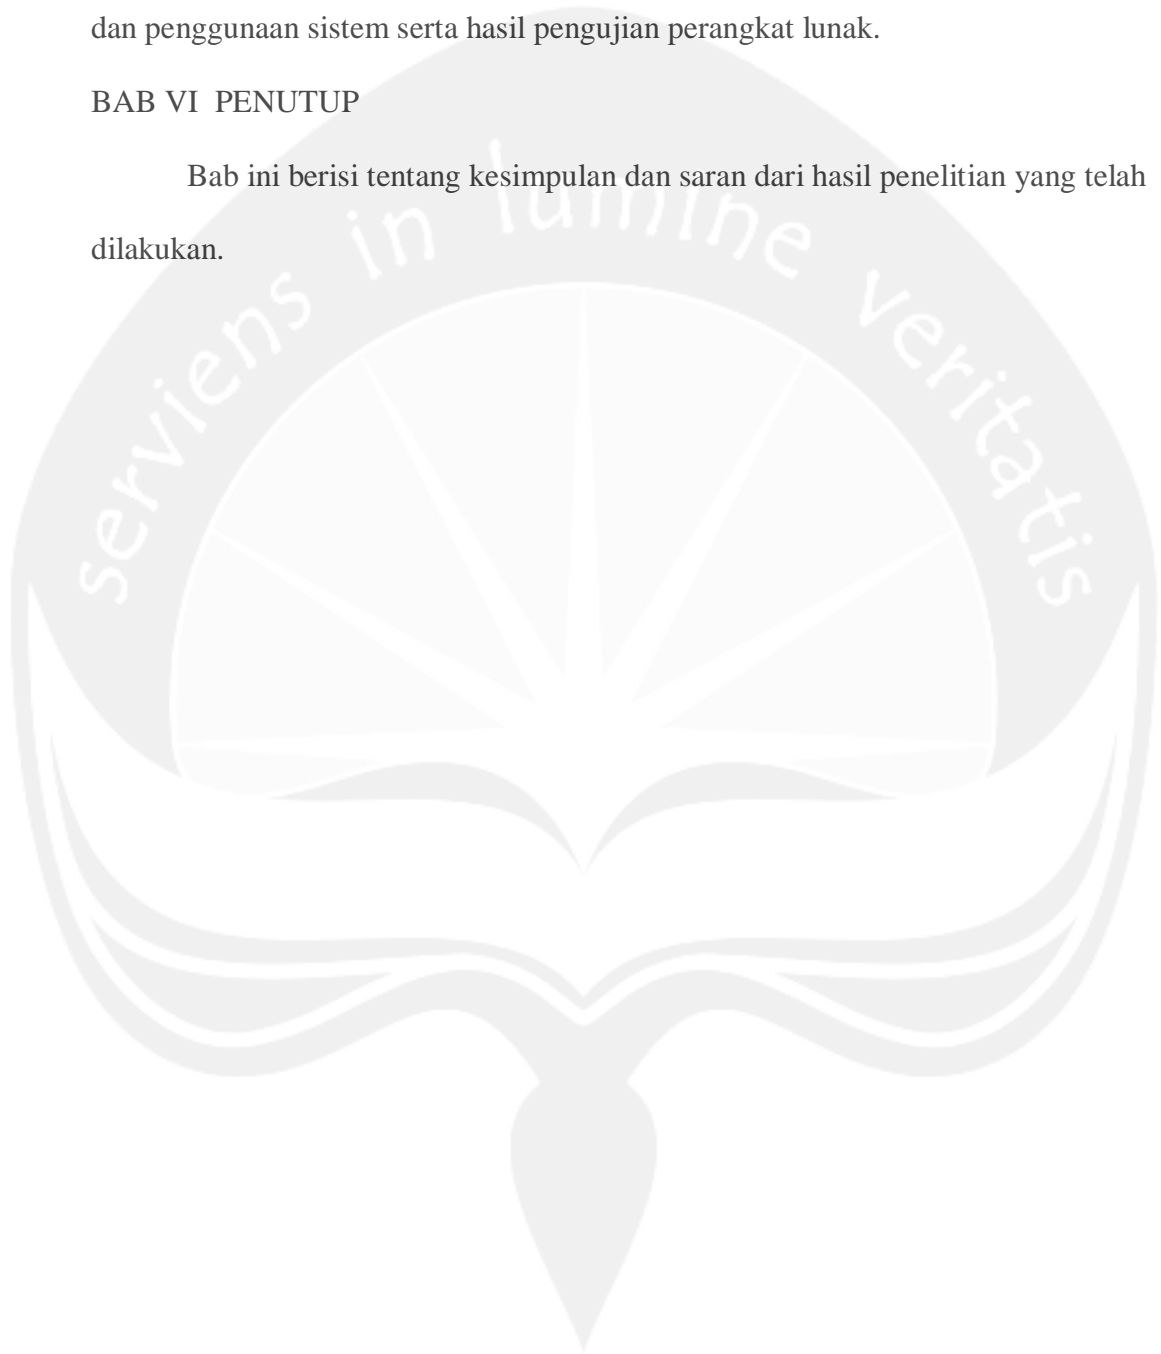 dan penggunaan sistem serta hasil pengujian perangkat lunak.
BAB VI  PENUTUP
Bab ini berisi tentang kesimpulan dan saran dari hasil penelitian yang telah
dilakukan.
serviens in lumine veritatis